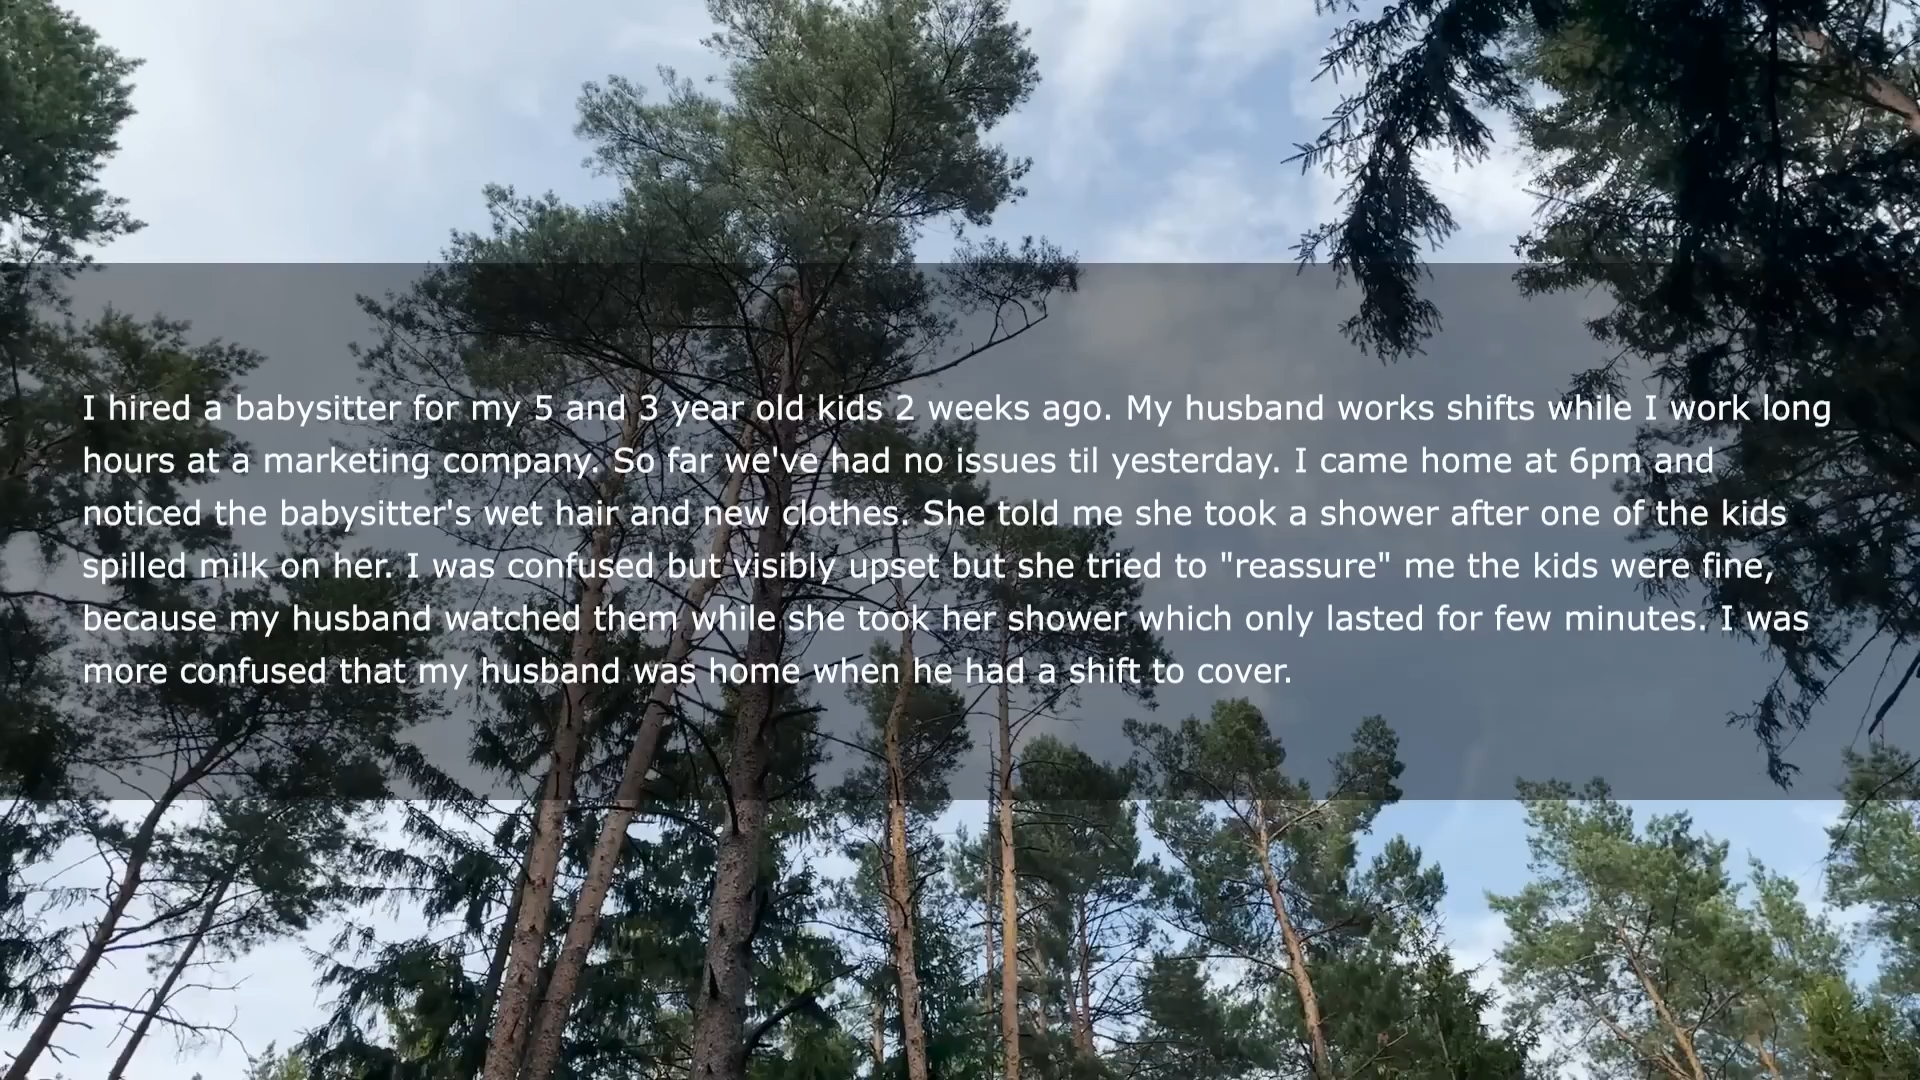 I hired a babysitter for my 5 and 3 year old kids 2 weeks ago. My husband works shifts while I work long
hours at a marketing company. So far we've had no issues til yesterday. I came home at 6pm and
noticed the babysitter's wet hair and new clothes. She told me she took a shower after one of the kids
spilled milk on her. I was confused but visibly upset but she tried to "reassure" me the kids were fine,
because my husband watched them while she took her shower which only lasted for few minutes. I was
more confused that my husband was home when he had a shift to cover.